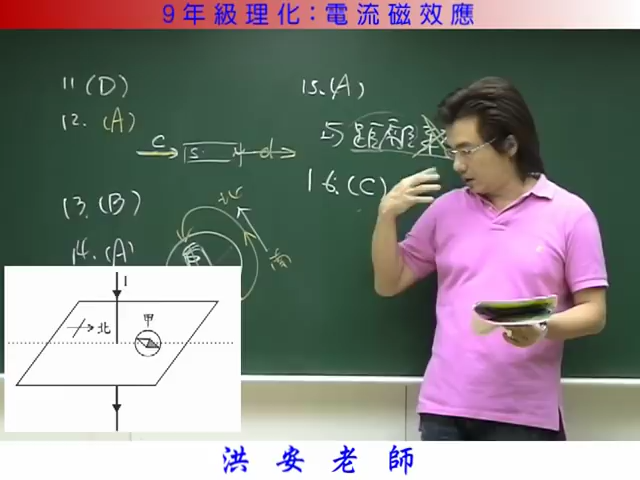 9年級理化:電流磁效應
11(D)
12.(A)
c
S
N
d
13.(B)
北
南
14.(A)
15.(A)
與距離
16.(C)
I
北
甲
洪安老師